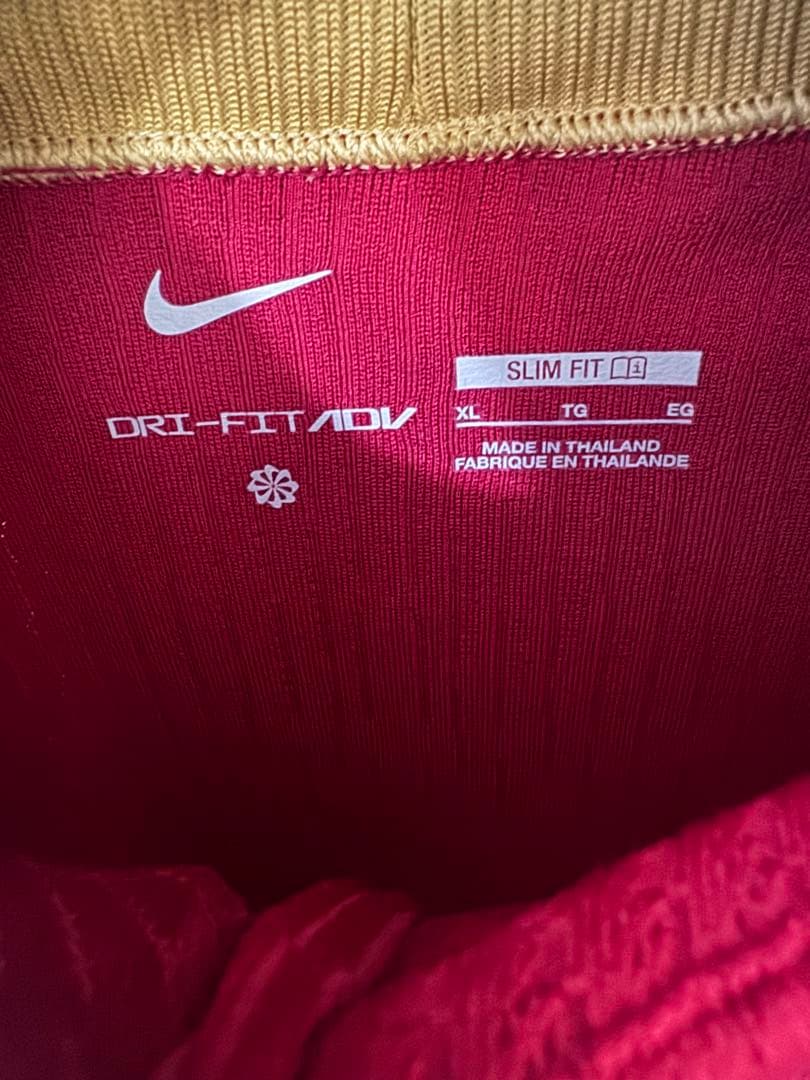 DRI-FIT ADV
SLIM FIT
XL TG EG
MADE IN THAILAND
FABRIQUE EN THAILANDE